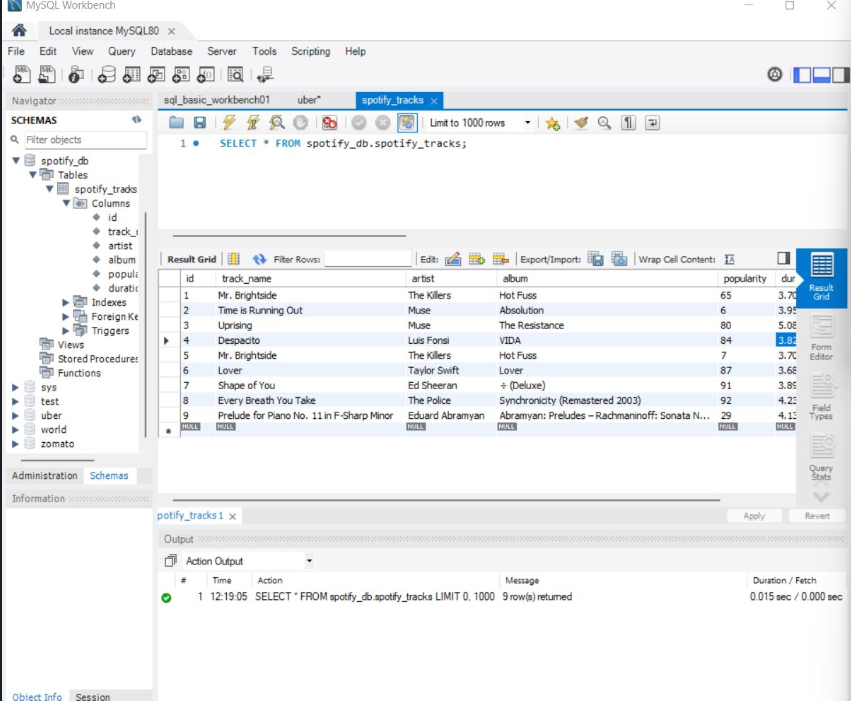 MySQL Workbench
Local instance MySQL80 ×
File Edit View Query Database Server Tools Scripting Help
Navigator
SCHEMAS
Filter objects
spotify_db
Tables
spotify_tracks
Columns
id
track_
artist
album
popula
duratic
Indexes
Foreign Ke
Triggers
Views
Stored Procedures
Functions
sys
test
uber
world
zomato
Administration Schemas
Information
Object Info Session
sql_basic_workbench01 uber* spotify_tracks ×
Limit to 1000 rows
1 SELECT * FROM spotify_db.spotify_tracks;
Result Grid Filter Rows: Edit: Export/Import: Wrap Cell Content:
id track_name artist album popularity dur
1 Mr. Brightside The Killers Hot Fuss 65 3.70
2 Time is Running Out Muse Absolution 6 3.95
3 Uprising Muse The Resistance 80 5.08
4 Despacito Luis Fonsi VIDA 84 3.82
5 Mr. Brightside The Killers Hot Fuss 7 3.70
6 Lover Taylor Swift Lover 87 3.68
7 Shape of You Ed Sheeran ÷ (Deluxe) 91 3.89
8 Every Breath You Take The Police Synchronicity (Remastered 2003) 92 4.23
9 Prelude for Piano No. 11 in F-Sharp Minor Eduard Abramyan Abramyan: Preludes – Rachmaninoff: Sonata N... 29 4.13
NULL NULL NULL NULL NULL NULL
Result Grid
Form Editor
Field Types
Query Stats
potify_tracks 1 × Apply Revert
Output
Action Output
# Time Action Message Duration / Fetch
1 12:19:05 SELECT * FROM spotify_db.spotify_tracks LIMIT 0, 1000 9 row(s) returned 0.015 sec / 0.000 sec